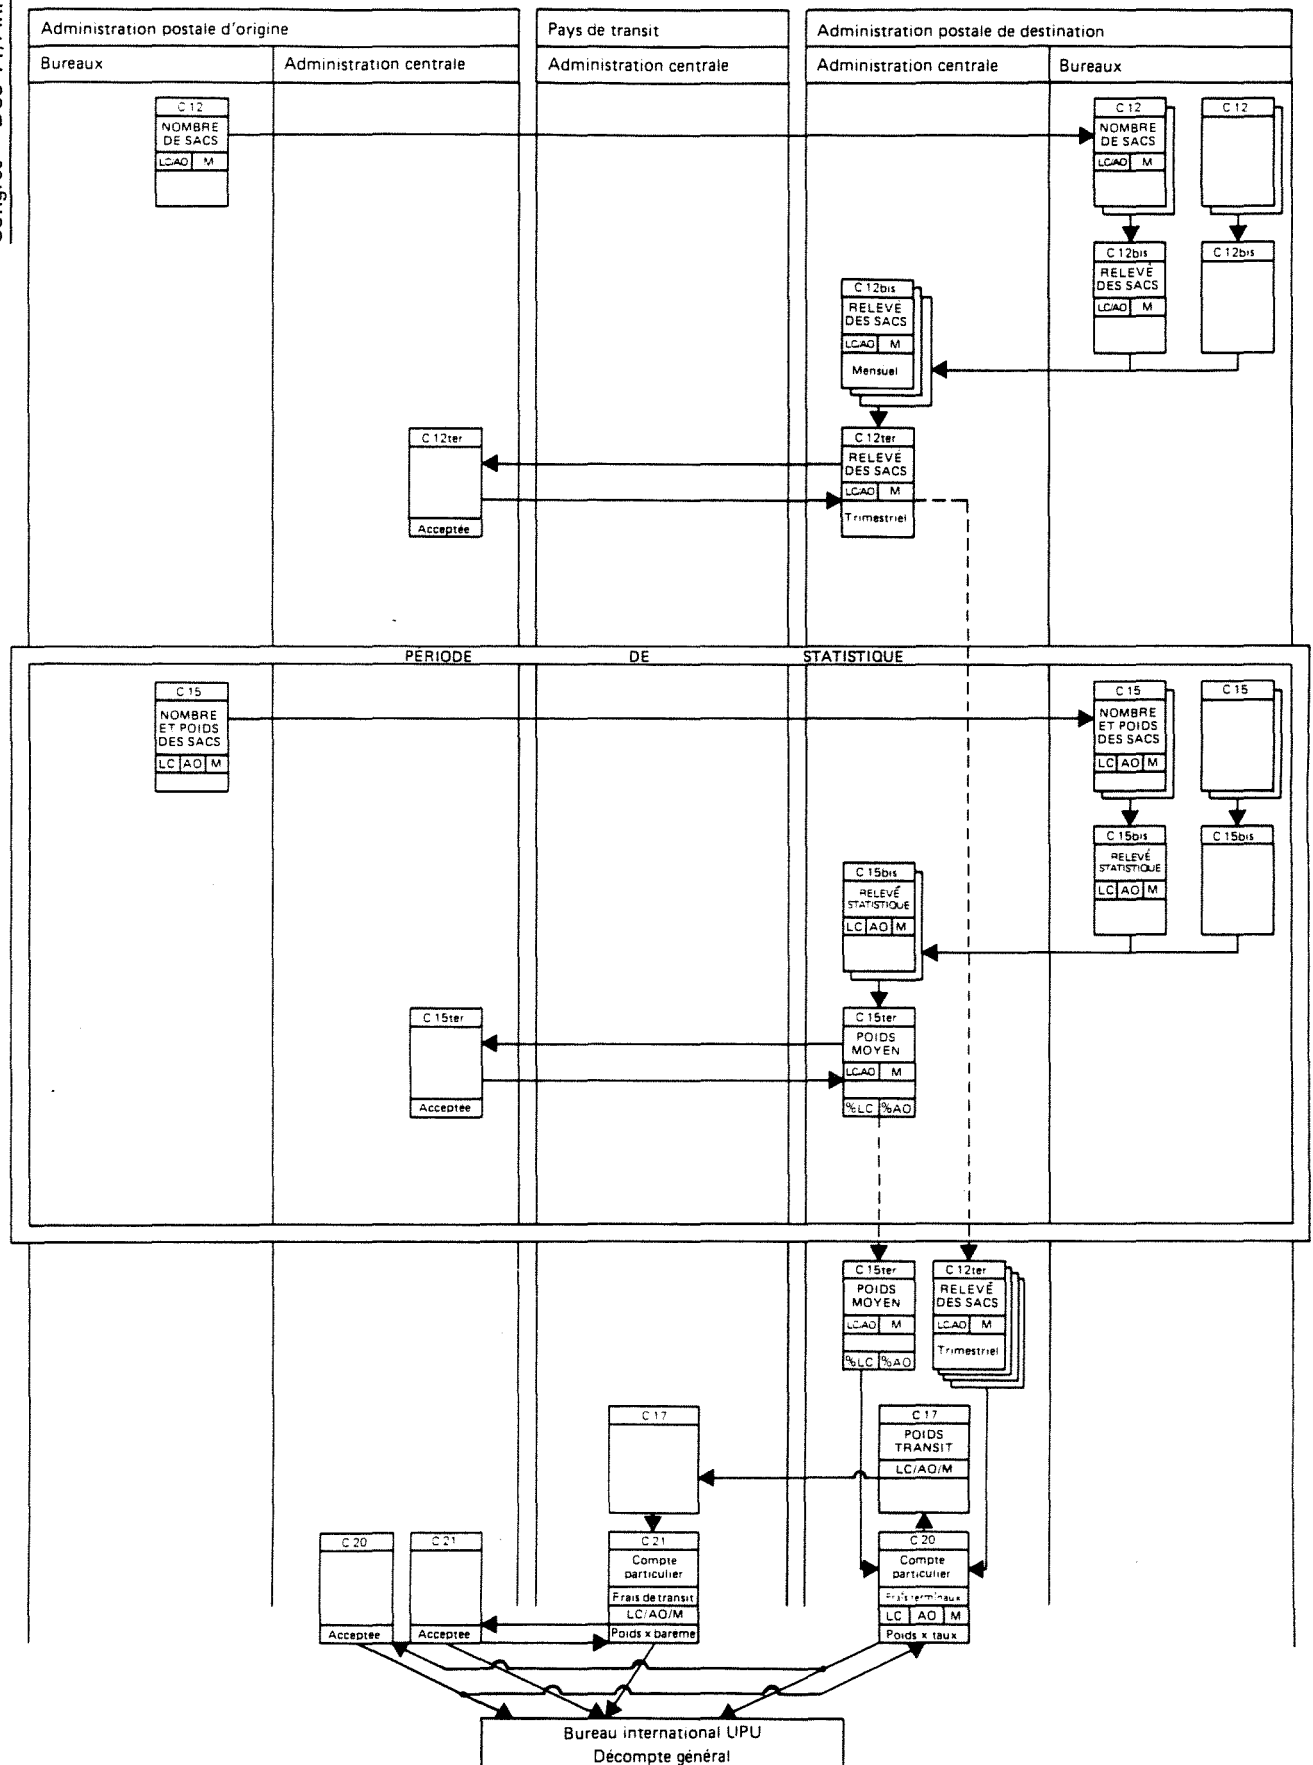 Administration postale d'origine
Pays de transit
Administration postale de destination
Bureaux
Administration centrale
Administration centrale
Administration centrale
Bureaux
C 12
NOMBRE
DE SACS
LC/AO M
C 12
NOMBRE
DE SACS
LC/AO M
C 12
C 12bis
RELEVÉ
DES SACS
LC/AO M
C 12bis
C 12bis
RELEVÉ
DES SACS
LC/AO M
Mensuel
C 12ter
Acceptée
C 12ter
RELEVÉ
DES SACS
LC/AO M
Trimestriel
PÉRIODE DE STATISTIQUE
C 15
NOMBRE
ET POIDS
DES SACS
LC AO M
C 15
NOMBRE
ET POIDS
DES SACS
LC AO M
C 15
C 15bis
RELEVÉ
STATISTIQUE
LC AO M
C 15bis
C 15bis
RELEVÉ
STATISTIQUE
LC AO M
C 15ter
Acceptée
C 15ter
POIDS
MOYEN
LC/AO M
%LC %AO
C 15ter
POIDS
MOYEN
LC/AO M
%LC %AO
C 12ter
RELEVÉ
DES SACS
LC/AO M
Trimestriel
C 17
C 17
POIDS
TRANSIT
LC/AO/M
C 20
Acceptée
C 21
Acceptée
C 21
Compte
particulier
Frais de transit
LC/AO/M
Poids x barème
C 20
Compte
particulier
Frais terminaux
LC AO M
Poids x taux
Bureau international UPU
Décompte général